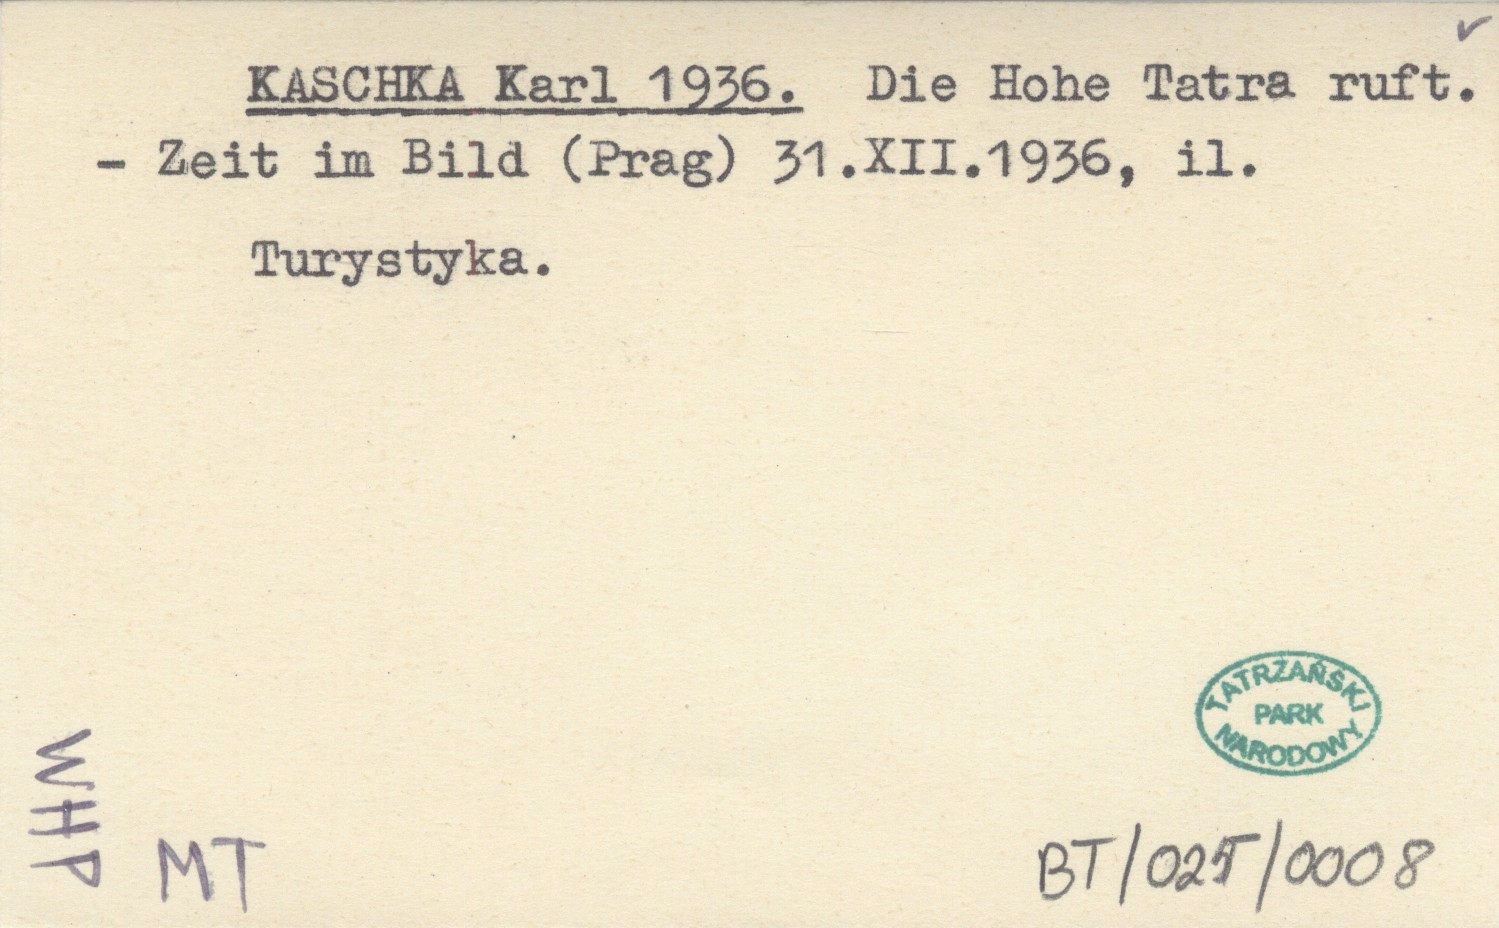 KASCHKA Karl 1936. Die Hohe Tatra ruft.
- Zeit im Bild (Prag) 31.XII.1936, il.
Turystyka.
TATRZAŃSKI
PARK
NARODOWY
WHP
MT
BT/025/0008